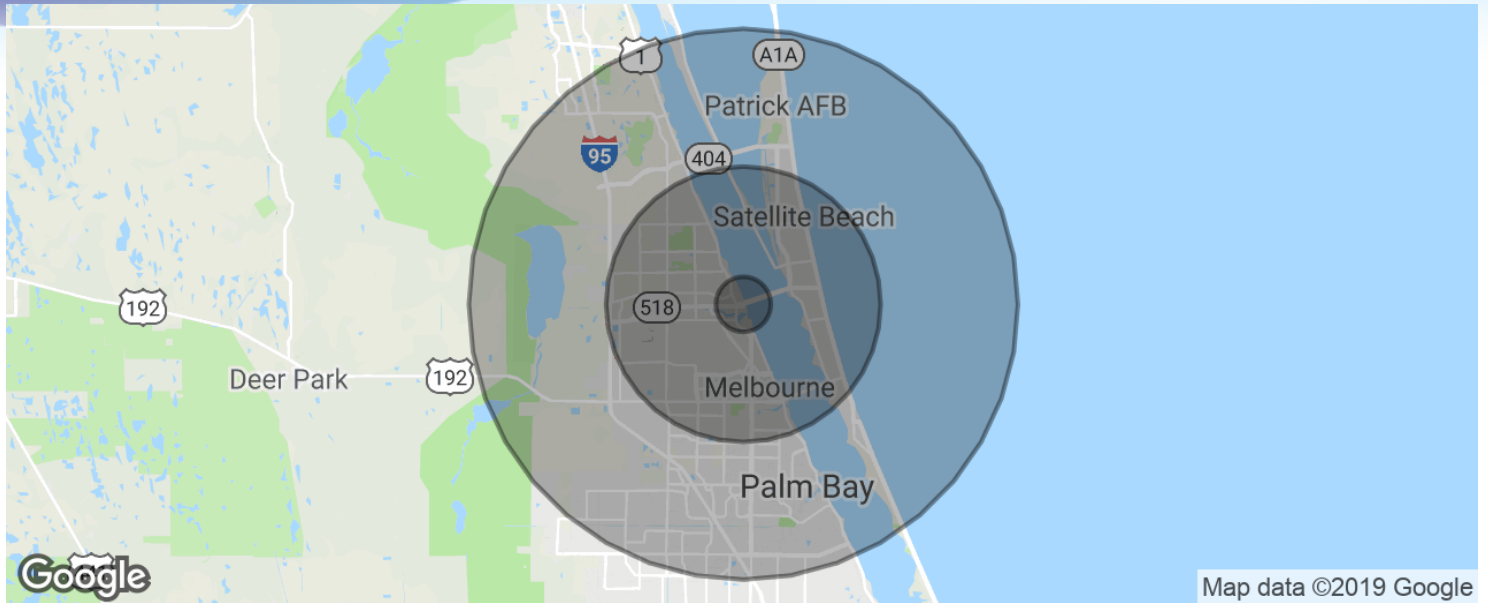 1
A1A
Patrick AFB
95
404
Satellite Beach
192
518
Deer Park
192
Melbourne
Palm Bay
Google
Map data ©2019 Google